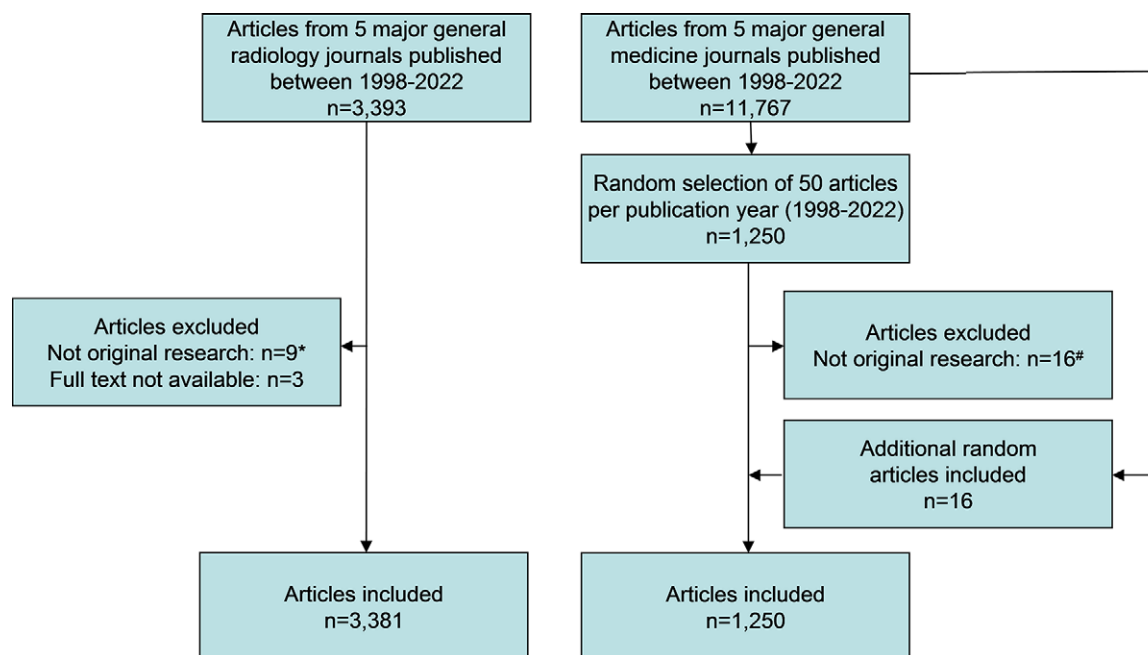 Articles from 5 major general
radiology journals published
between 1998-2022
n=3,393
Articles from 5 major general
medicine journals published
between 1998-2022
n=11,767
Random selection of 50 articles
per publication year (1998-2022)
n=1,250
Articles excluded
Not original research: n=9*
Full text not available: n=3
Articles excluded
Not original research: n=16#
Additional random
articles included
n=16
Articles included
n=3,381
Articles included
n=1,250